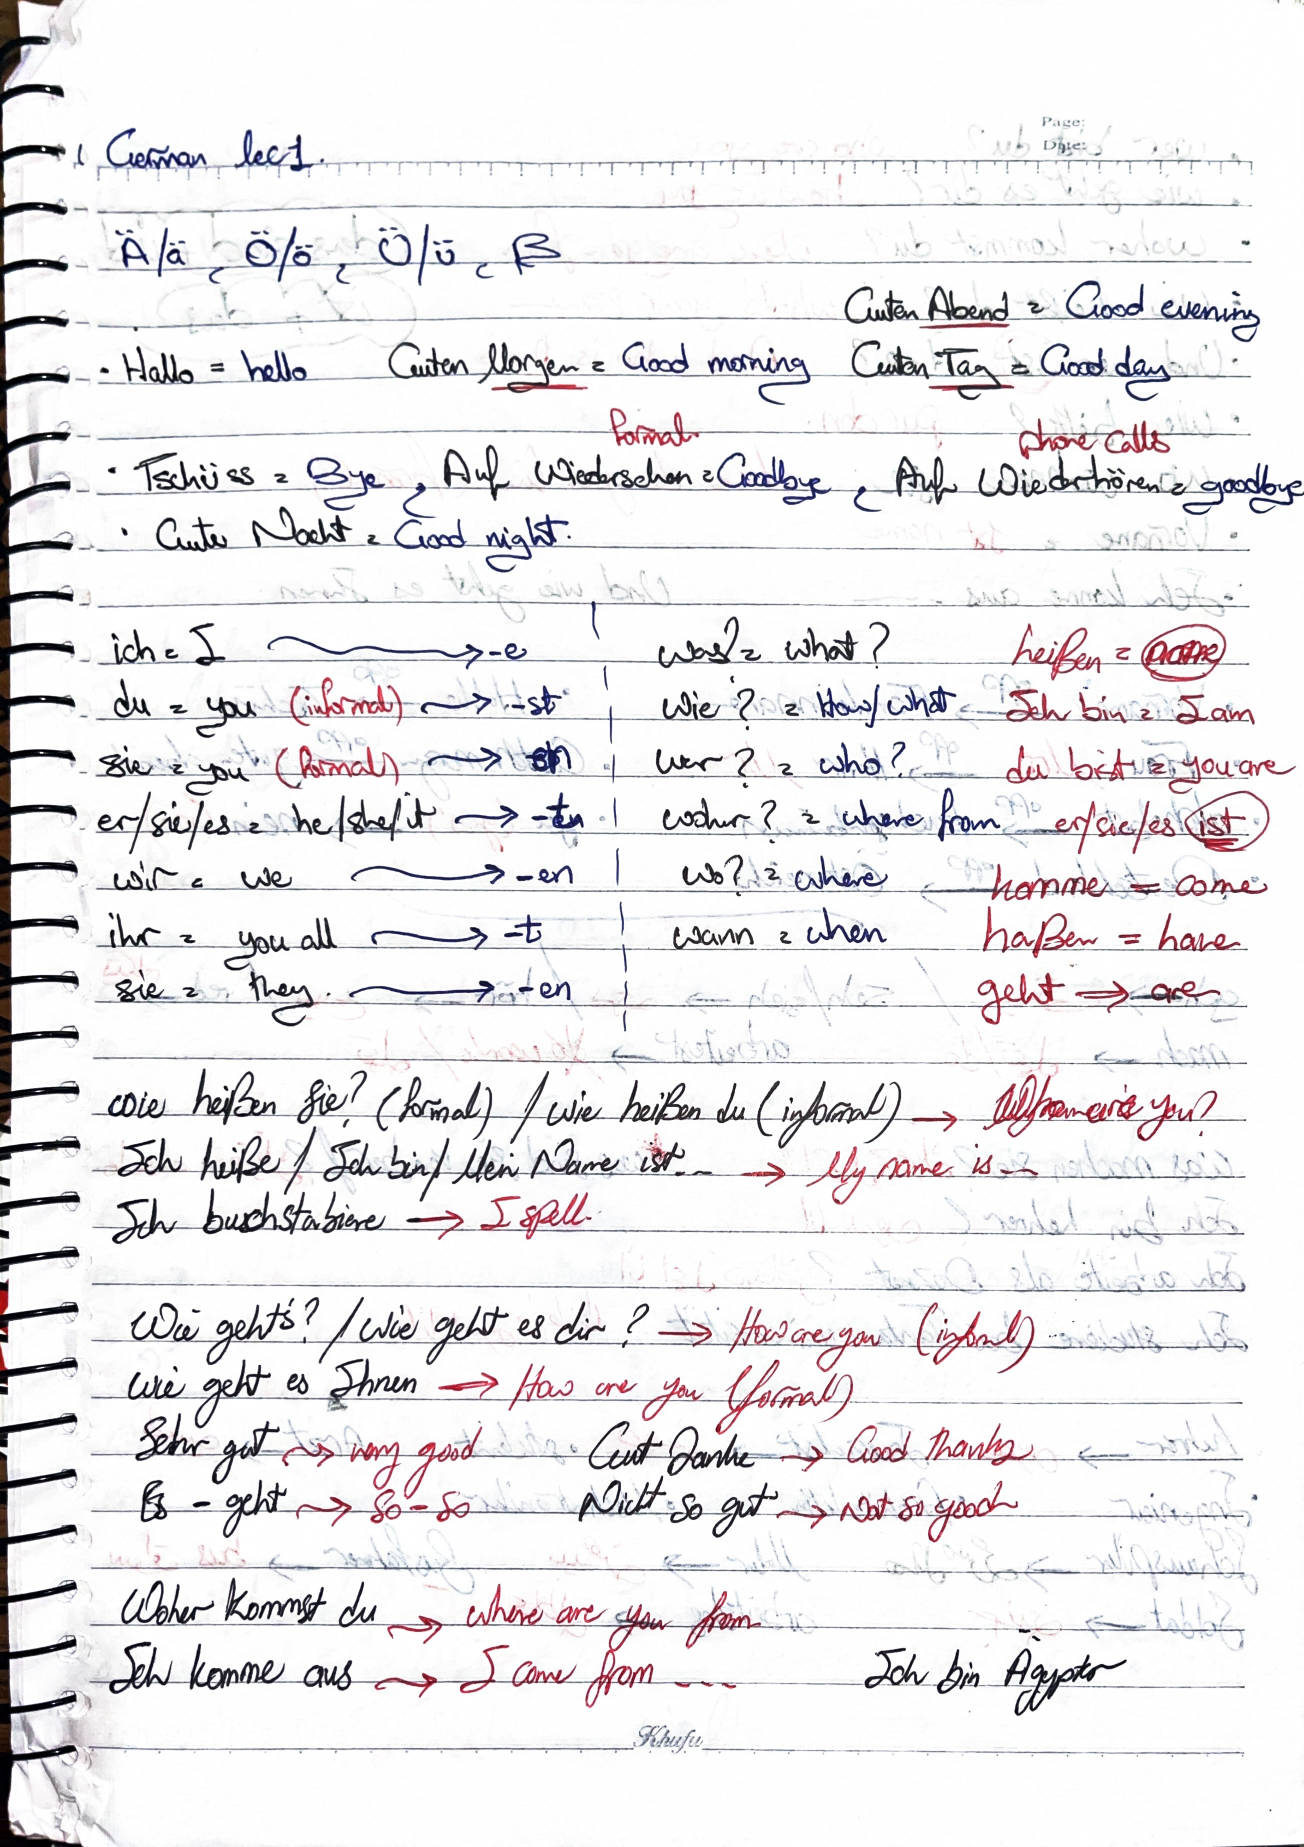 Page:
Date:
German lec 1.
Ä/ä, Ö/ö, Ü/ü, ß
Guten Abend = Good evening
· Hallo = hello Guten Morgen = Good morning Guten Tag = Good day
formal. phone calls
· Tschüss = Bye, Auf Wiedersehen = Goodbye, Auf Wiederhören = goodbye
· Gute Nacht = Good night.
ich = I → -e was? = what? heißen = name
du = you (informal) → -st wie? = How/what Ich bin = I am
sie = you (formal) → en wer? = who? du bist = you are
er/sie/es = he/she/it → -t woher? = where from er/sie/es ist
wir = we → -en wo? = where komme = come
ihr = you all → -t wann = when haßen = have
sie = they. → -en geht → are
wie heißen Sie? (formal) / wie heißen du (informal) → you?
Ich heiße / Ich bin / Mein Name ist... → My name is...
Ich buschstabiere → I spell.
Wie geht's? / Wie geht es dir? → How are you (informal)
wie geht es Ihnen → How are you (formal)
Sehr gut → very good Gut Danke → Good thanks
Es - geht → So-So Nicht so gut → Not so good
Woher kommst du → where are you from
Ich komme aus → I come from .... Ich bin Ägypter
Khufu